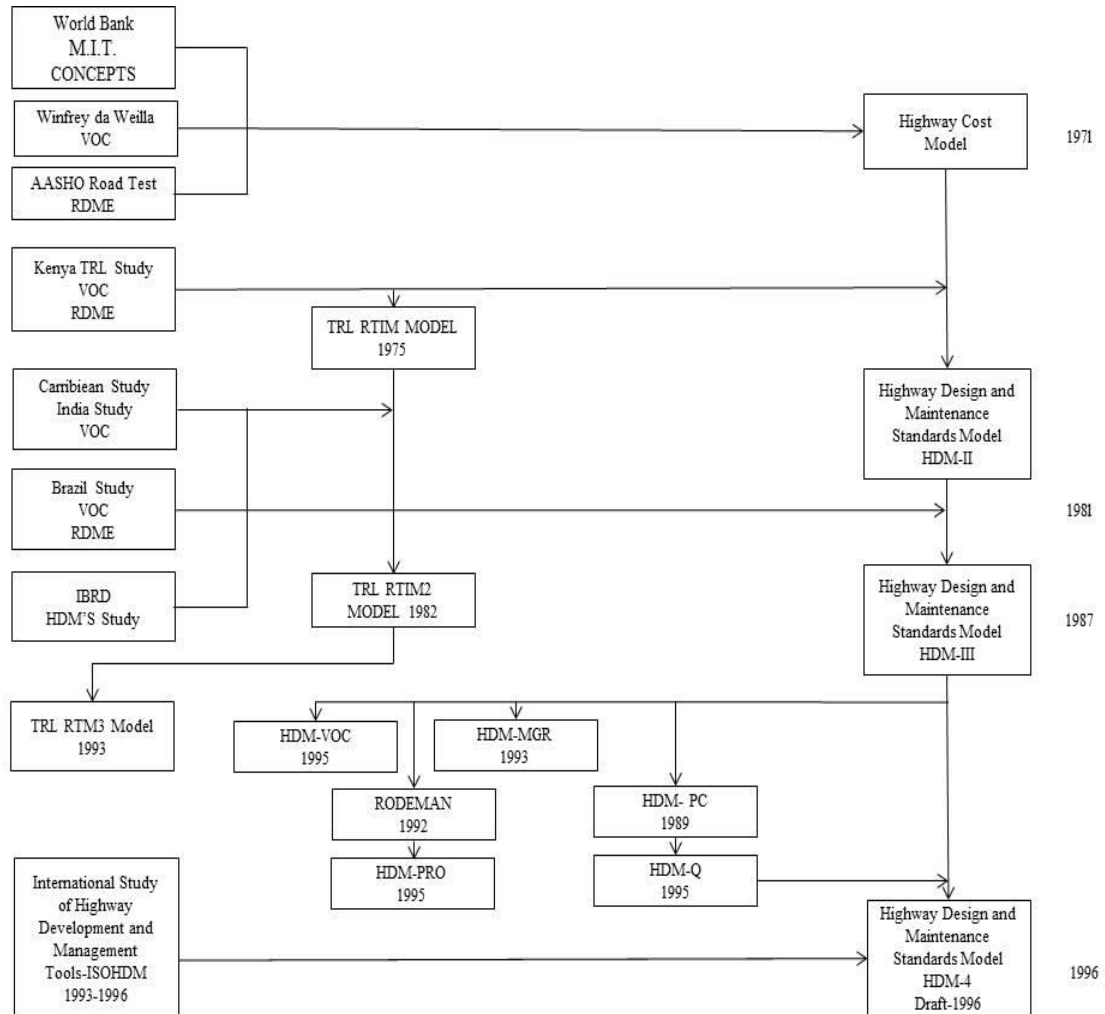 World Bank
M.I.T.
CONCEPTS
Winfrey da Weilla
VOC
Highway Cost
Model
1971
AASHO Road Test
RDME
Kenya TRL Study
VOC
RDME
TRL RTIM MODEL
1975
Carribiean Study
India Study
VOC
Highway Design and
Maintenance
Standards Model
HDM-II
Brazil Study
VOC
RDME
1981
IBRD
HDM'S Study
TRL RTIM2
MODEL 1982
Highway Design and
Maintenance
Standards Model
HDM-III
1987
TRL RTM3 Model
1993
HDM-VOC
1995
HDM-MGR
1993
RODEMAN
1992
HDM- PC
1989
HDM-PRO
1995
HDM-Q
1995
International Study
of Highway
Development and
Management
Tools-ISOHDM
1993-1996
Highway Design and
Maintenance
Standards Model
HDM-4
Draft-1996
1996